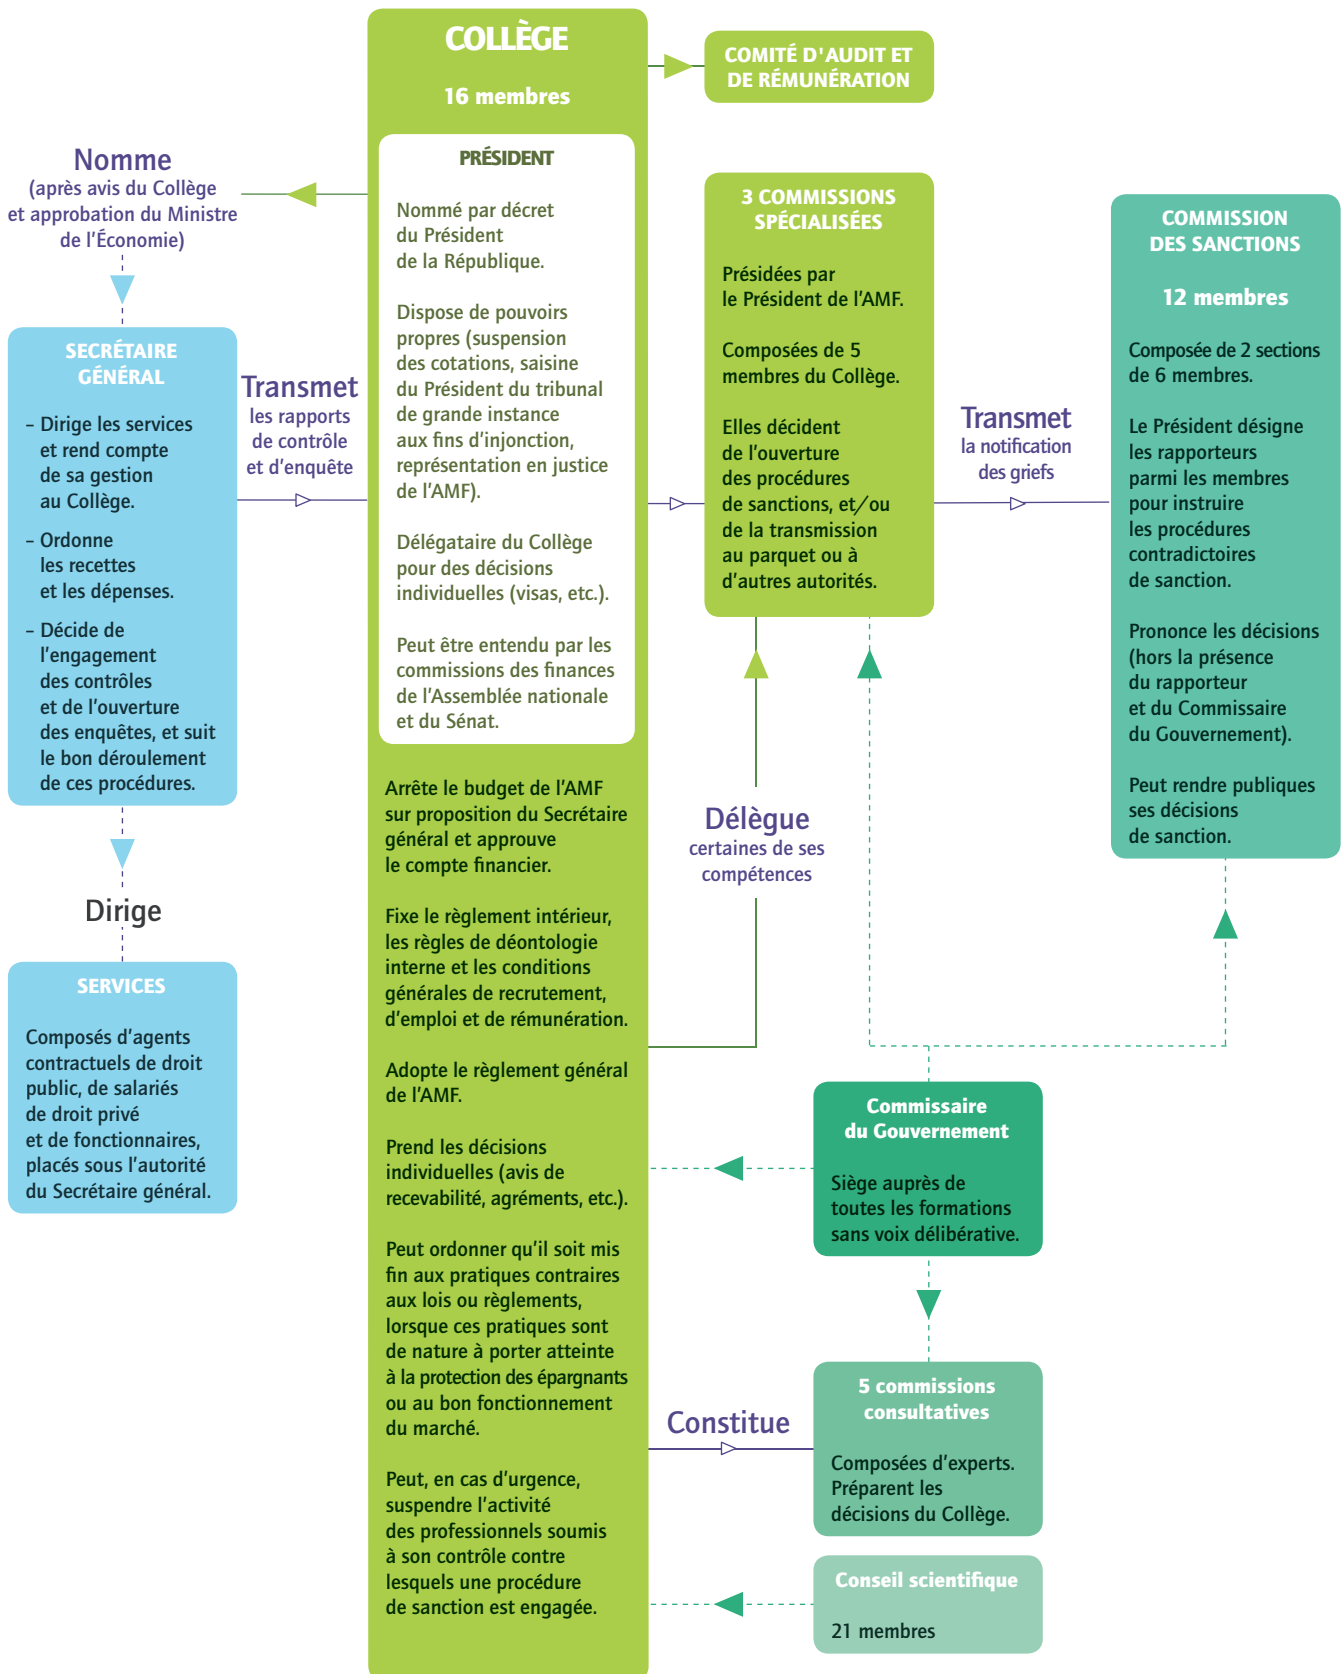 COLLÈGE
16 membres
PRÉSIDENT
Nommé par décret
du Président
de la République.
Dispose de pouvoirs
propres (suspension
des cotations, saisine
du Président du tribunal
de grande instance
aux fins d'injonction,
représentation en justice
de l'AMF).
Délégataire du Collège
pour des décisions
individuelles (visas, etc.).
Peut être entendu par les
commissions des finances
de l'Assemblée nationale
et du Sénat.
Arrête le budget de l'AMF
sur proposition du Secrétaire
général et approuve
le compte financier.
Fixe le règlement intérieur,
les règles de déontologie
interne et les conditions
générales de recrutement,
d'emploi et de rémunération.
Adopte le règlement général
de l'AMF.
Prend les décisions
individuelles (avis de
recevabilité, agréments, etc.).
Peut ordonner qu'il soit mis
fin aux pratiques contraires
aux lois ou règlements,
lorsque ces pratiques sont
de nature à porter atteinte
à la protection des épargnants
ou au bon fonctionnement
du marché.
Peut, en cas d'urgence,
suspendre l'activité
des professionnels soumis
à son contrôle contre
lesquels une procédure
de sanction est engagée.
COMITÉ D'AUDIT ET
DE RÉMUNÉRATION
Nomme
(après avis du Collège
et approbation du Ministre
de l'Économie)
SECRÉTAIRE
GÉNÉRAL
– Dirige les services
et rend compte
de sa gestion
au Collège.
– Ordonne
les recettes
et les dépenses.
– Décide de
l'engagement
des contrôles
et de l'ouverture
des enquêtes, et suit
le bon déroulement
de ces procédures.
Transmet
les rapports
de contrôle
et d'enquête
Dirige
SERVICES
Composés d'agents
contractuels de droit
public, de salariés
de droit privé
et de fonctionnaires,
placés sous l'autorité
du Secrétaire général.
3 COMMISSIONS
SPÉCIALISÉES
Présidées par
le Président de l'AMF.
Composées de 5
membres du Collège.
Elles décident
de l'ouverture
des procédures
de sanctions, et/ou
de la transmission
au parquet ou à
d'autres autorités.
Transmet
la notification
des griefs
COMMISSION
DES SANCTIONS
12 membres
Composée de 2 sections
de 6 membres.
Le Président désigne
les rapporteurs
parmi les membres
pour instruire
les procédures
contradictoires
de sanction.
Prononce les décisions
(hors la présence
du rapporteur
et du Commissaire
du Gouvernement).
Peut rendre publiques
ses décisions
de sanction.
Délègue
certaines de ses
compétences
Commissaire
du Gouvernement
Siège auprès de
toutes les formations
sans voix délibérative.
Constitue
5 commissions
consultatives
Composées d'experts.
Préparent les
décisions du Collège.
Conseil scientifique
21 membres